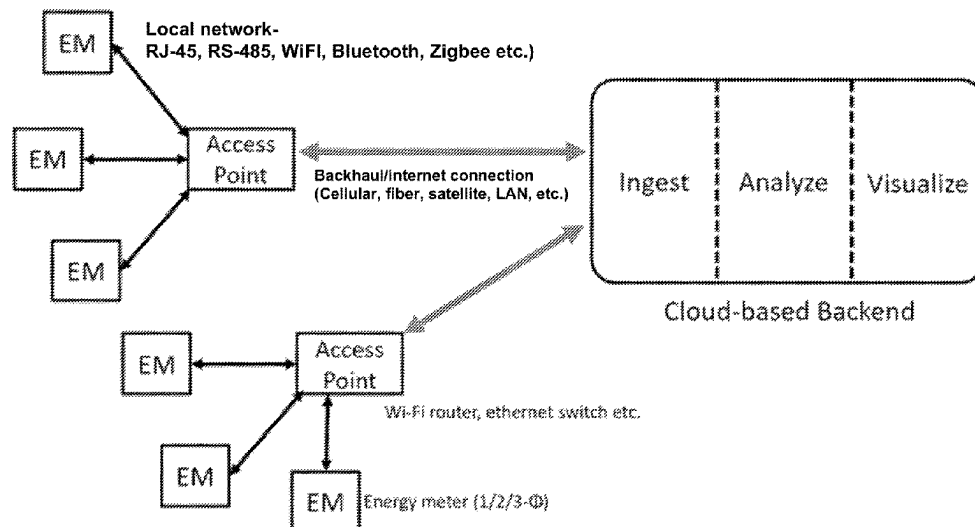 EM
Local network-
RJ-45, RS-485, WiFI, Bluetooth, Zigbee etc.)
EM
Access
Point
EM
Backhaul/internet connection
(Cellular, fiber, satellite, LAN, etc.)
Ingest
Analyze
Visualize
Cloud-based Backend
EM
Access
Point
Wi-Fi router, ethernet switch etc.
EM
EM
Energy meter (1/2/3-Φ)